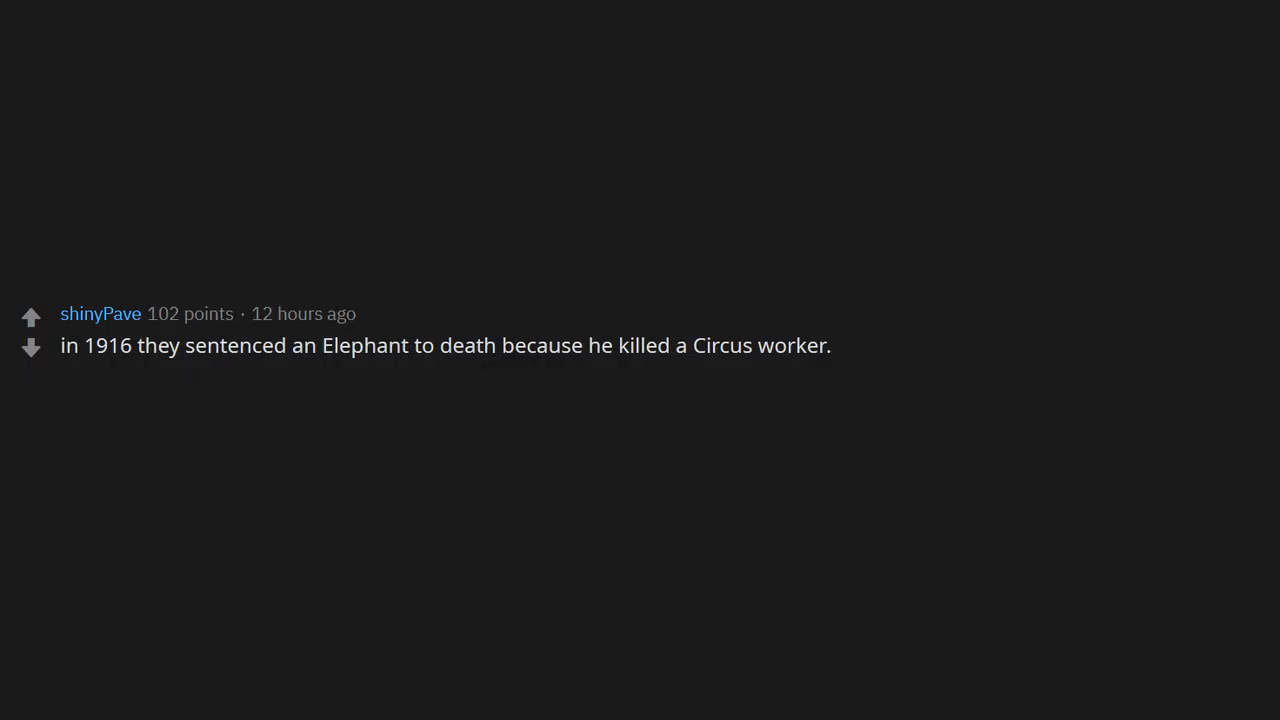 shinyPave 102 points · 12 hours ago
in 1916 they sentenced an Elephant to death because he killed a Circus worker.